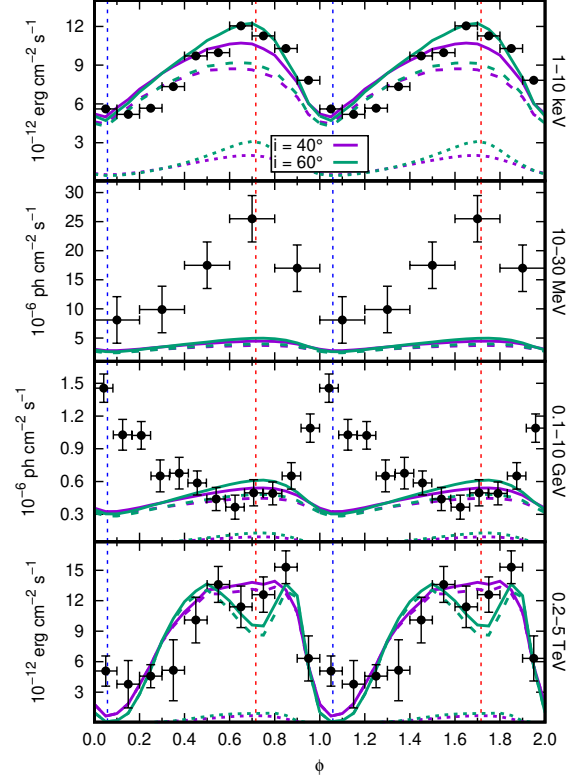 12
9
6
3
10⁻¹² erg cm⁻² s⁻¹
1−10 keV
i = 40°
i = 60°
30
25
20
15
10
5
10⁻⁶ ph cm⁻² s⁻¹
10−30 MeV
1.5
1.2
0.9
0.6
0.3
10⁻⁶ ph cm⁻² s⁻¹
0.1−10 GeV
15
12
9
6
3
0
10⁻¹² erg cm⁻² s⁻¹
0.2−5 TeV
0.0 0.2 0.4 0.6 0.8 1.0 1.2 1.4 1.6 1.8 2.0
ϕ